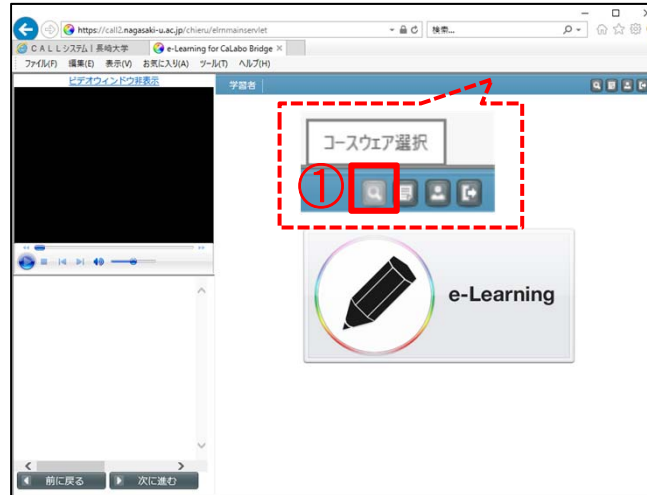 https://call2.nagasaki-u.ac.jp/chieru/elrnmainservlet
検索...
CALLシステム | 長崎大学
e-Learning for CaLabo Bridge
ファイル(F) 編集(E) 表示(V) お気に入り(A) ツール(T) ヘルプ(H)
ビデオウィンドウ非表示
学習者
コースウェア選択
①
e-Learning
前に戻る
次に進む